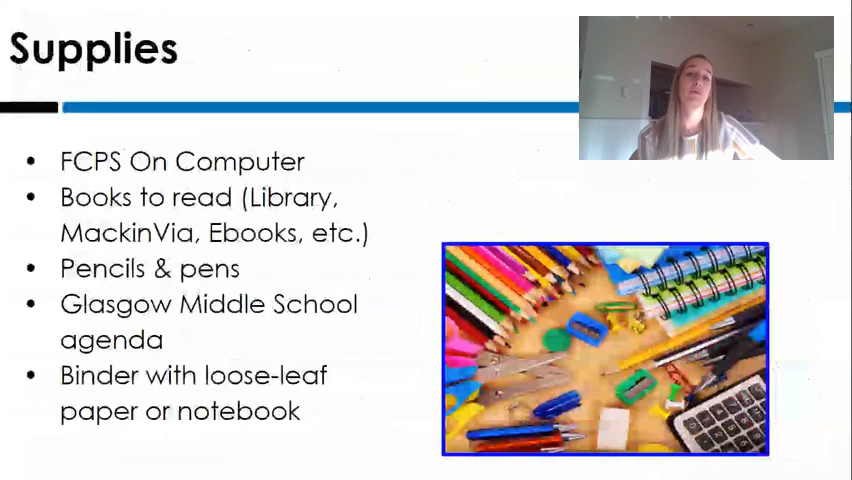 Supplies
• FCPS On Computer
• Books to read (Library,
MackinVia, Ebooks, etc.)
• Pencils & pens
• Glasgow Middle School
agenda
• Binder with loose-leaf
paper or notebook